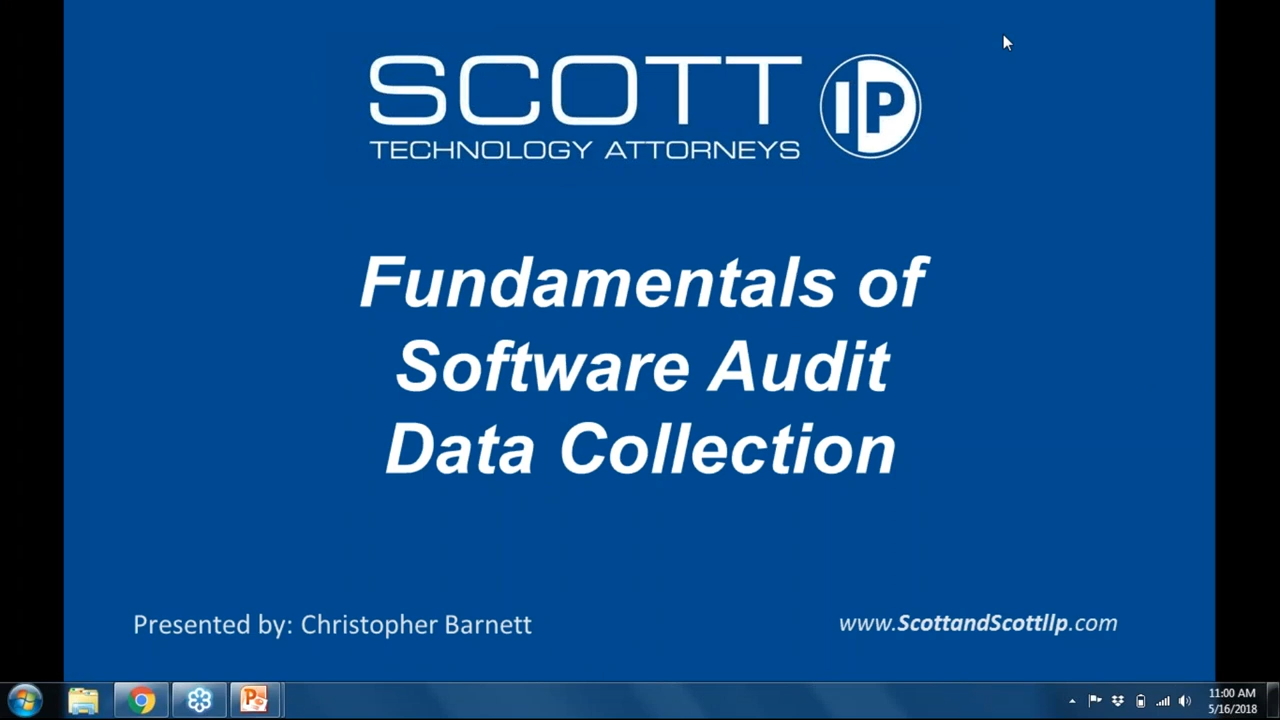 SCOTT IP
TECHNOLOGY ATTORNEYS
Fundamentals of
Software Audit
Data Collection
Presented by: Christopher Barnett
www.ScottandScottllp.com
11:00 AM
5/16/2018